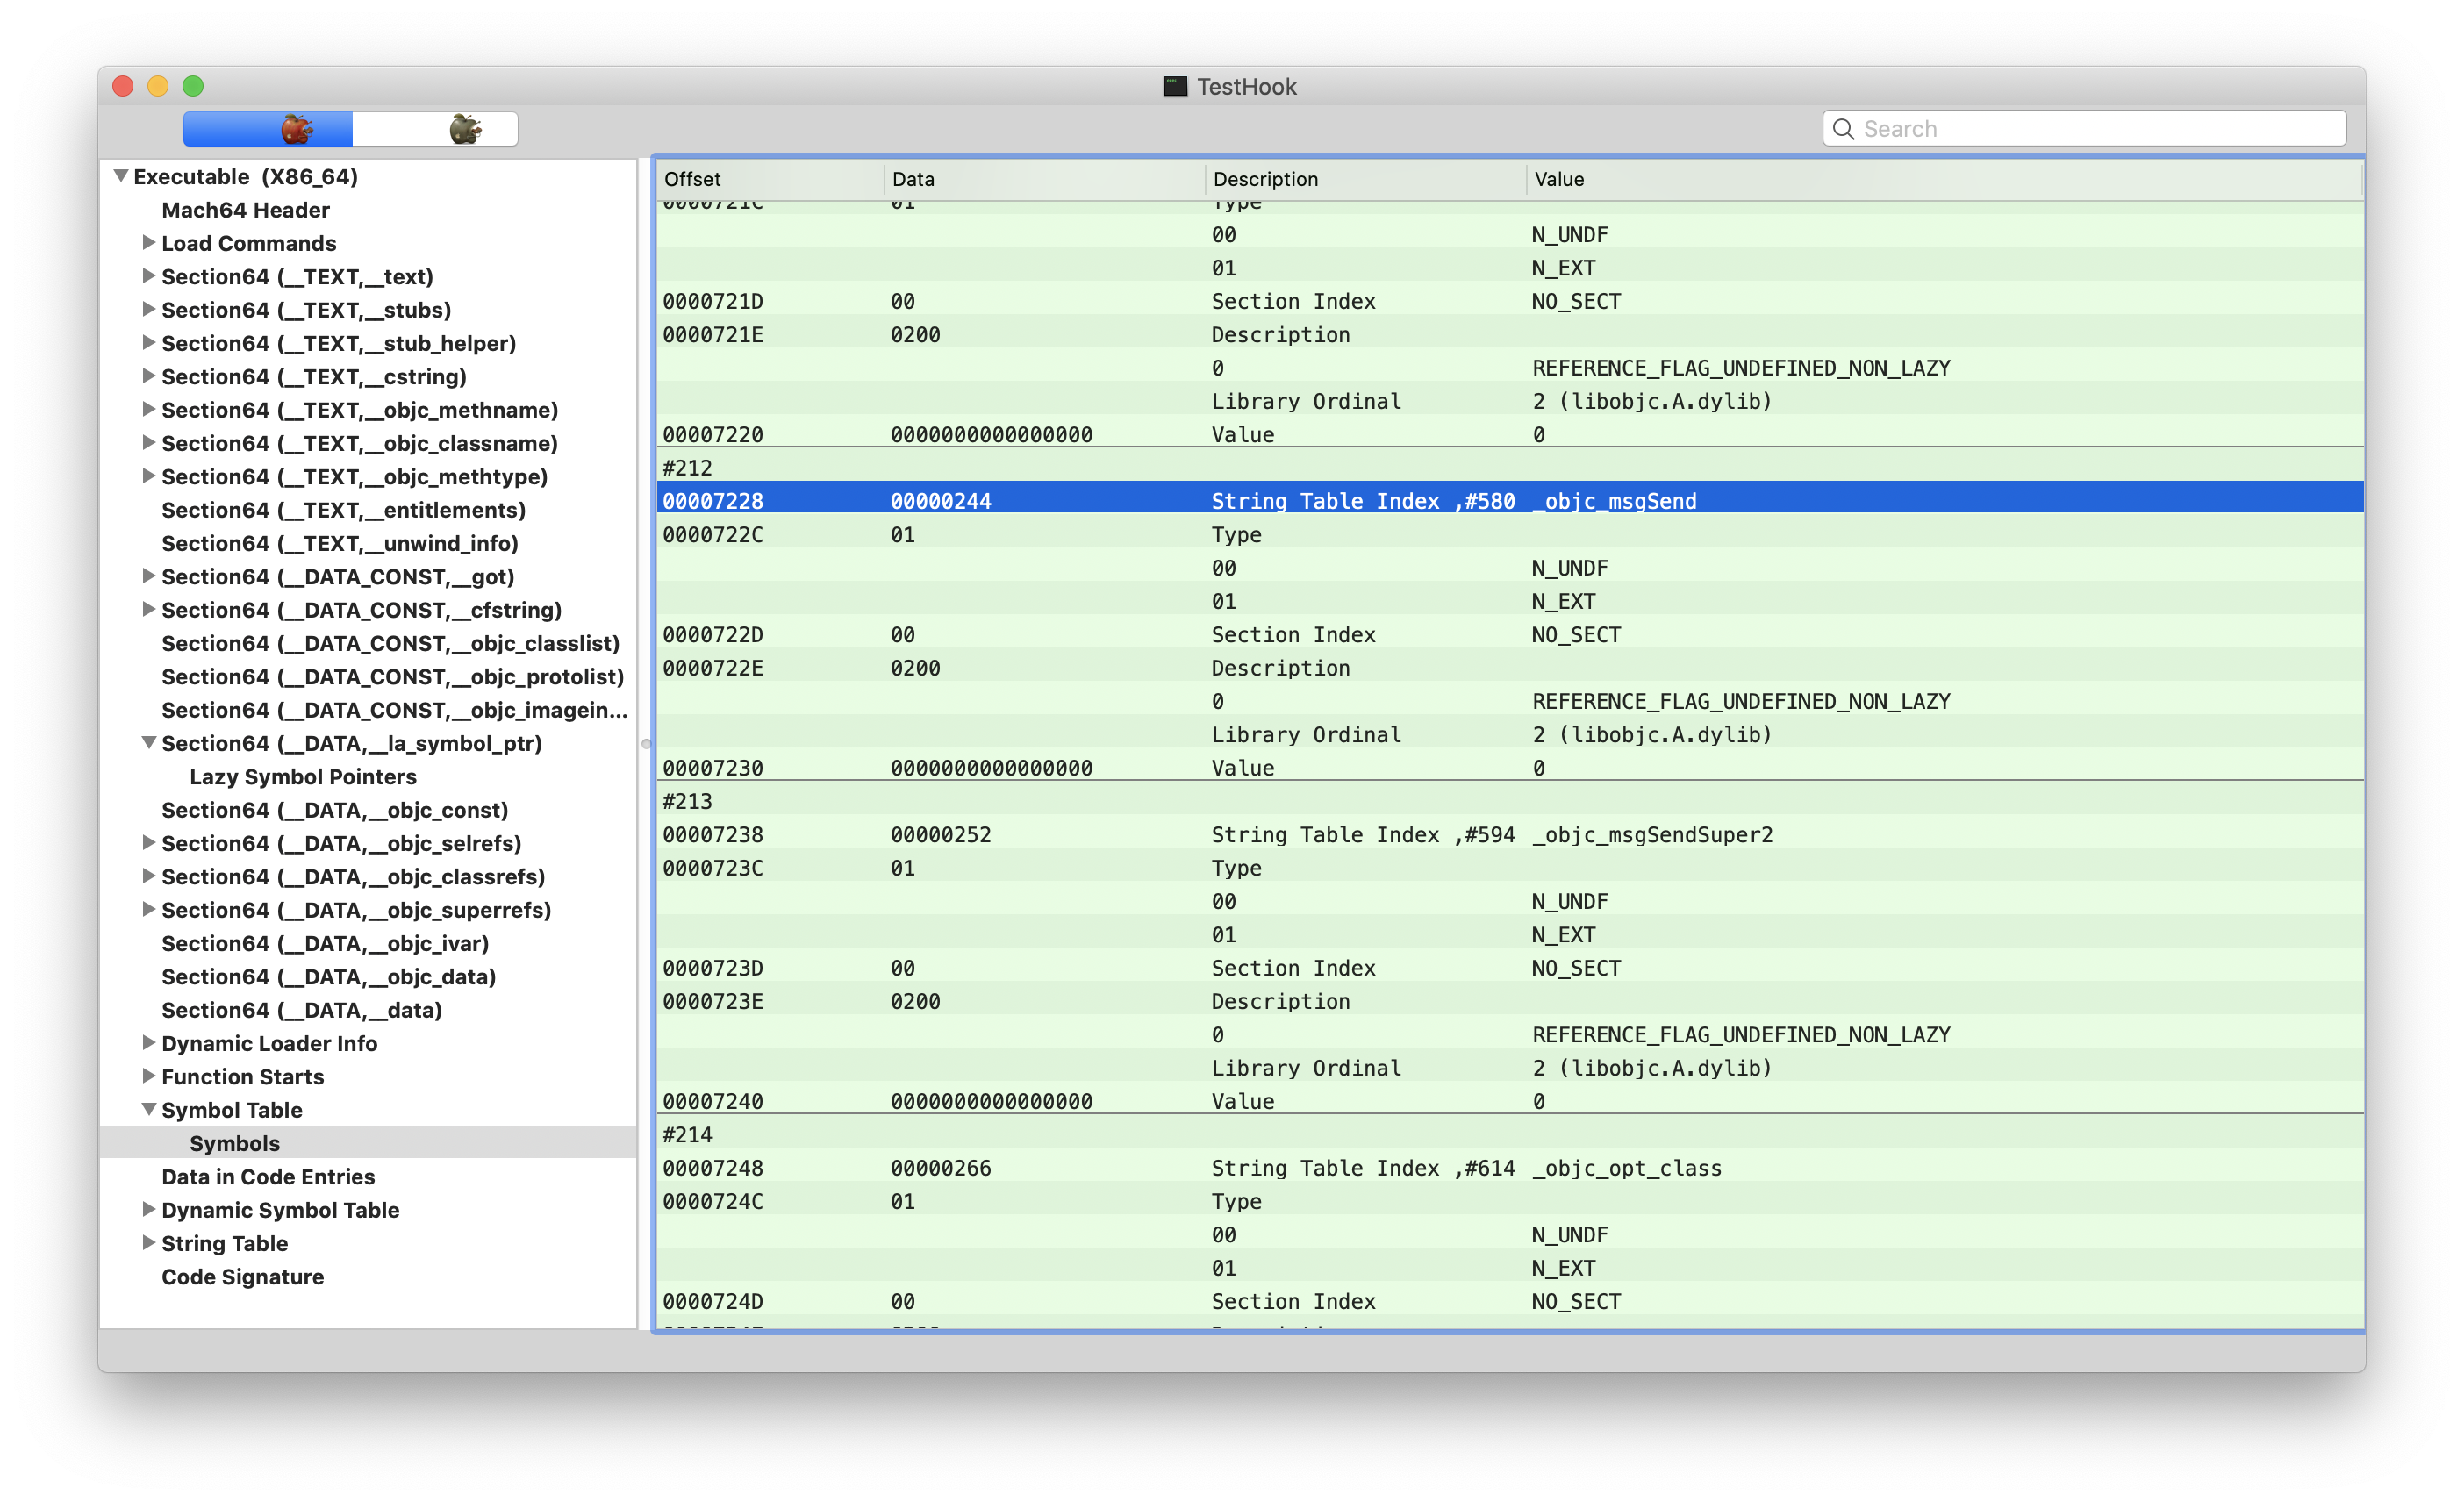 TestHook
Search
Executable (X86_64)
Mach64 Header
Load Commands
Section64 (__TEXT,__text)
Section64 (__TEXT,__stubs)
Section64 (__TEXT,__stub_helper)
Section64 (__TEXT,__cstring)
Section64 (__TEXT,__objc_methname)
Section64 (__TEXT,__objc_classname)
Section64 (__TEXT,__objc_methtype)
Section64 (__TEXT,__entitlements)
Section64 (__TEXT,__unwind_info)
Section64 (__DATA_CONST,__got)
Section64 (__DATA_CONST,__cfstring)
Section64 (__DATA_CONST,__objc_classlist)
Section64 (__DATA_CONST,__objc_protolist)
Section64 (__DATA_CONST,__objc_imagein...
Section64 (__DATA,__la_symbol_ptr)
Lazy Symbol Pointers
Section64 (__DATA,__objc_const)
Section64 (__DATA,__objc_selrefs)
Section64 (__DATA,__objc_classrefs)
Section64 (__DATA,__objc_superrefs)
Section64 (__DATA,__objc_ivar)
Section64 (__DATA,__objc_data)
Section64 (__DATA,__data)
Dynamic Loader Info
Function Starts
Symbol Table
Symbols
Data in Code Entries
Dynamic Symbol Table
String Table
Code Signature
Offset Data Description Value
0000721C 01 Type
00 N_UNDF
01 N_EXT
0000721D 00 Section Index NO_SECT
0000721E 0200 Description
0 REFERENCE_FLAG_UNDEFINED_NON_LAZY
Library Ordinal 2 (libobjc.A.dylib)
00007220 0000000000000000 Value 0
#212
00007228 00000244 String Table Index ,#580 _objc_msgSend
0000722C 01 Type
00 N_UNDF
01 N_EXT
0000722D 00 Section Index NO_SECT
0000722E 0200 Description
0 REFERENCE_FLAG_UNDEFINED_NON_LAZY
Library Ordinal 2 (libobjc.A.dylib)
00007230 0000000000000000 Value 0
#213
00007238 00000252 String Table Index ,#594 _objc_msgSendSuper2
0000723C 01 Type
00 N_UNDF
01 N_EXT
0000723D 00 Section Index NO_SECT
0000723E 0200 Description
0 REFERENCE_FLAG_UNDEFINED_NON_LAZY
Library Ordinal 2 (libobjc.A.dylib)
00007240 0000000000000000 Value 0
#214
00007248 00000266 String Table Index ,#614 _objc_opt_class
0000724C 01 Type
00 N_UNDF
01 N_EXT
0000724D 00 Section Index NO_SECT